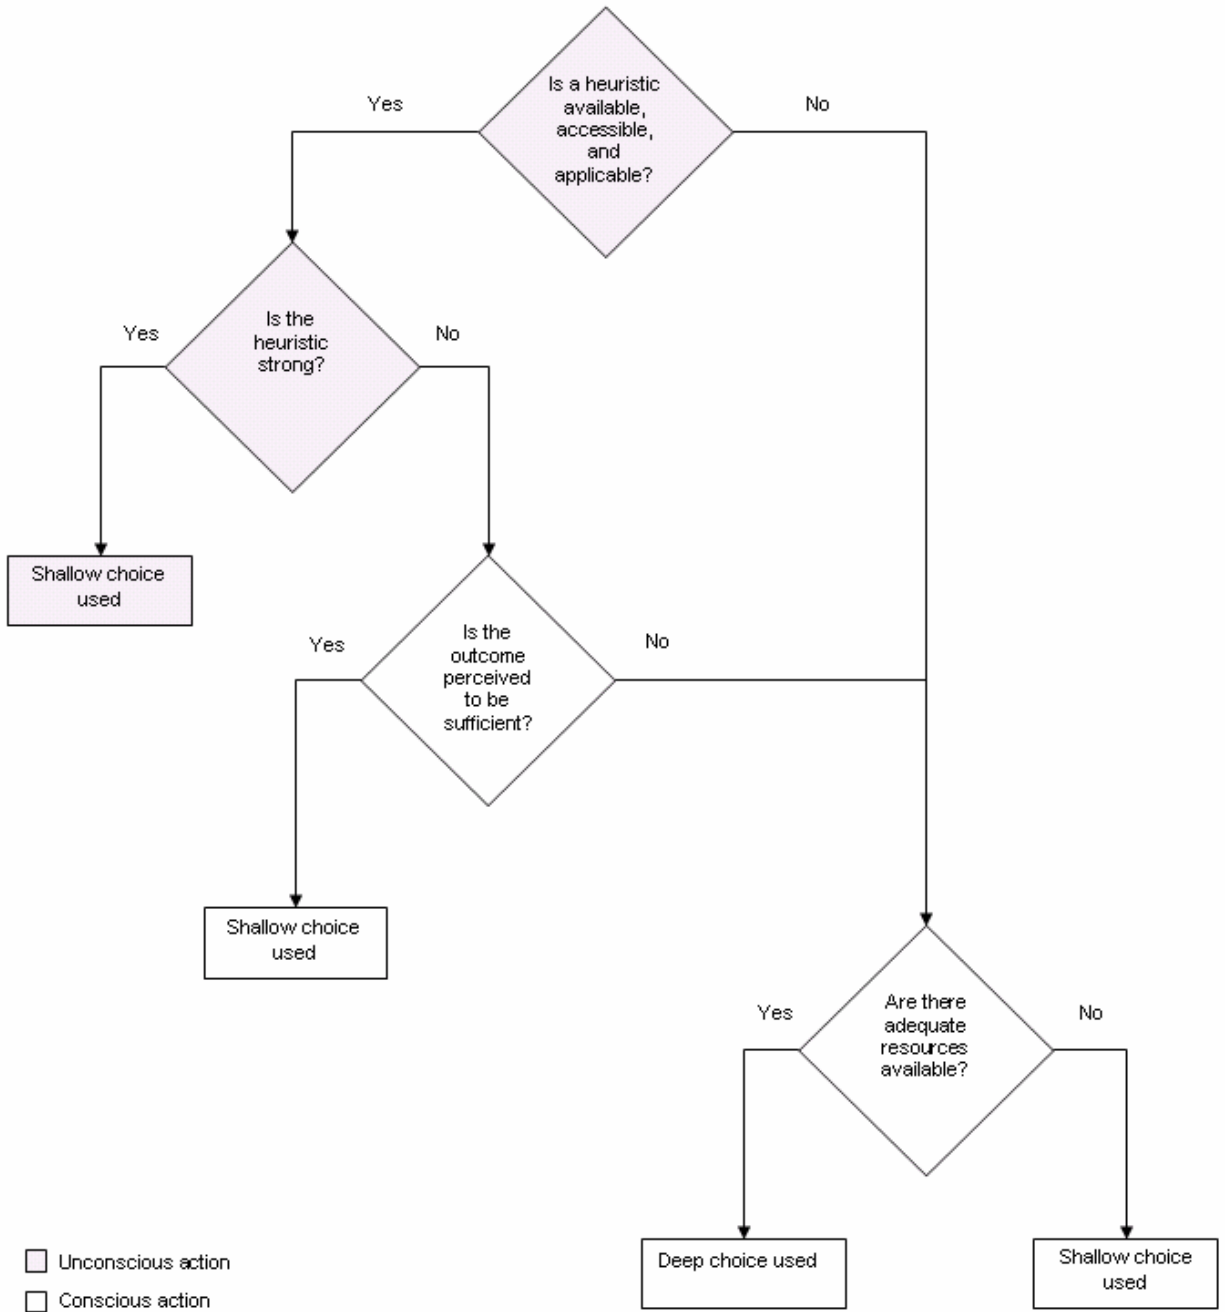 Is a heuristic
available,
accessible,
and
applicable?
Yes
No
Is the
heuristic
strong?
Yes
No
Shallow choice
used
Is the
outcome
perceived
to be
sufficient?
Yes
No
Shallow choice
used
Are there
adequate
resources
available?
Yes
No
Deep choice used
Shallow choice
used
Unconscious action
Conscious action